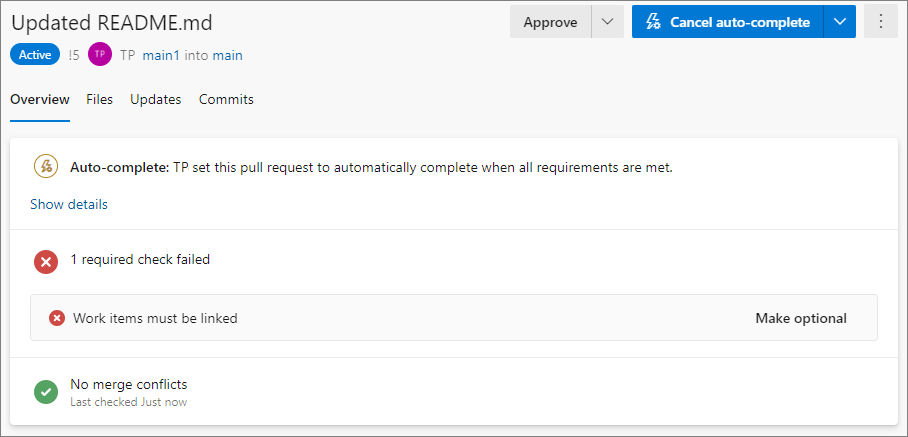 Updated README.md
Approve
Cancel auto-complete
Active !5 TP TP main1 into main
Overview Files Updates Commits
Auto-complete: TP set this pull request to automatically complete when all requirements are met.
Show details
1 required check failed
Work items must be linked
Make optional
No merge conflicts
Last checked Just now